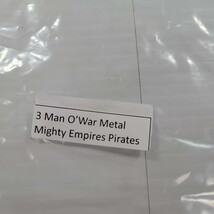 3 Man O’War Metal
Mighty Empires Pirates